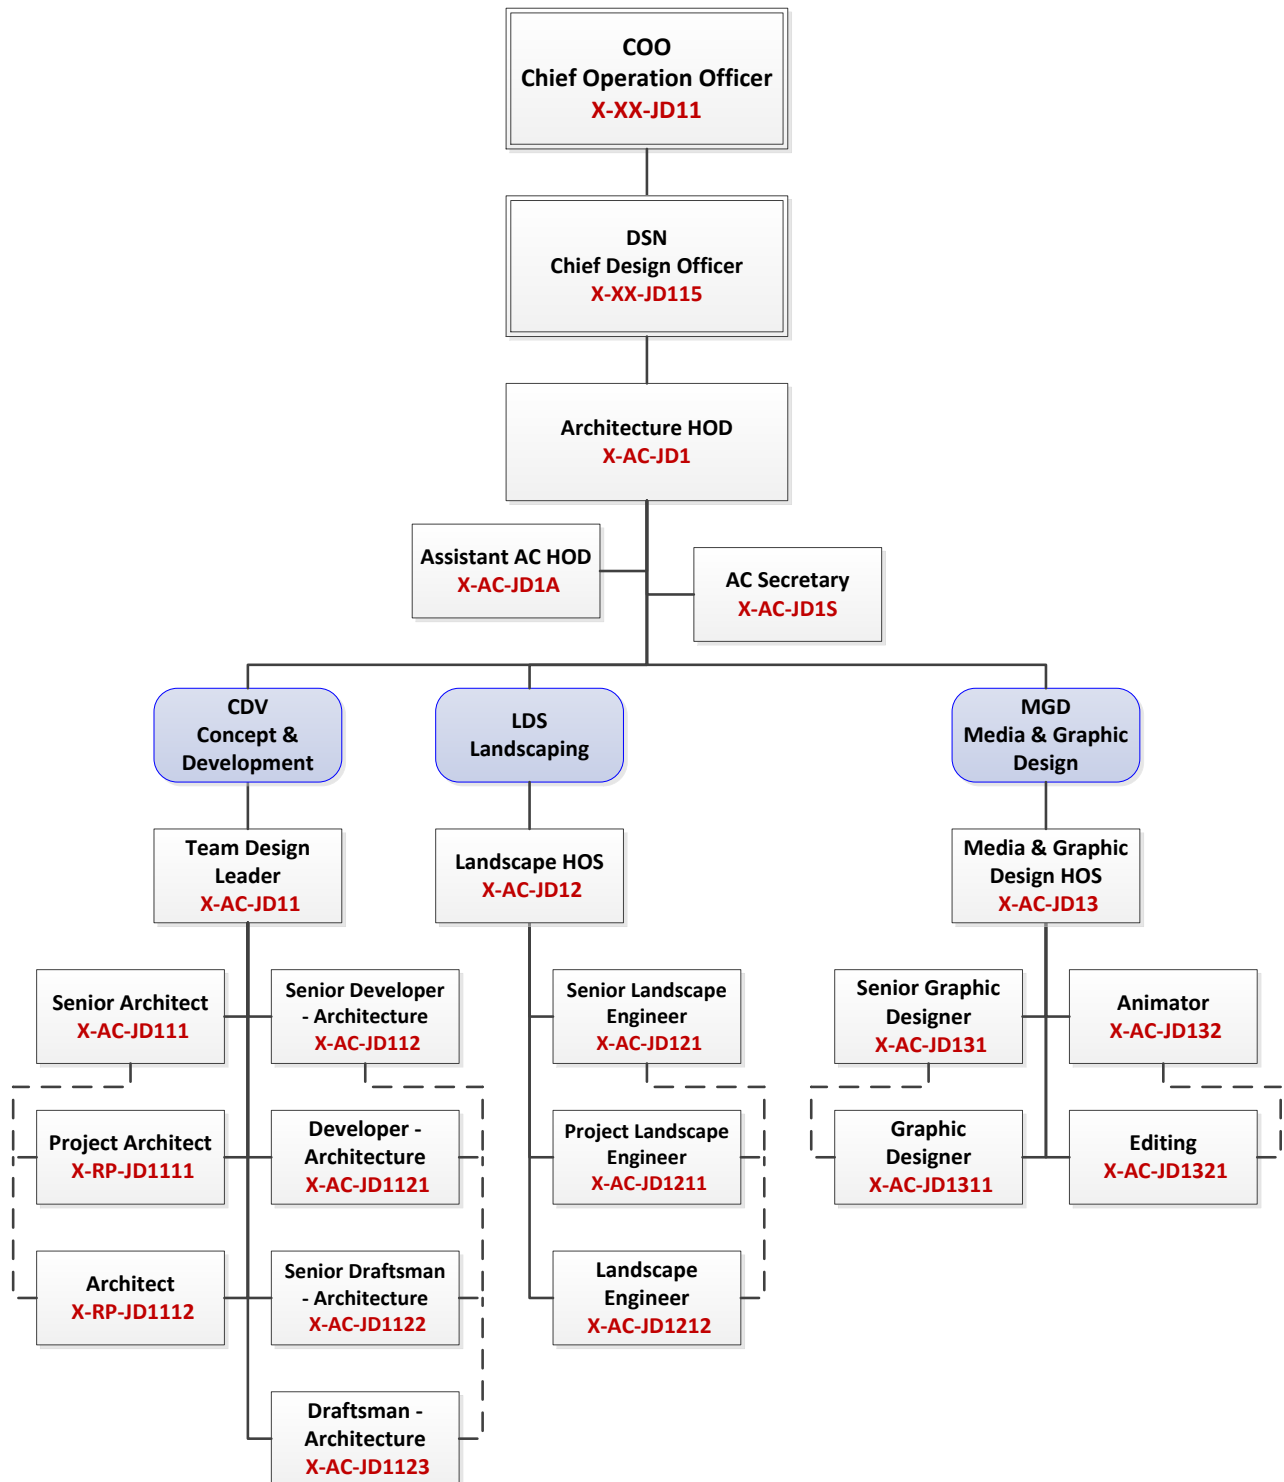 COO
Chief Operation Officer
X-XX-JD11
DSN
Chief Design Officer
X-XX-JD115
Architecture HOD
X-AC-JD1
Assistant AC HOD
X-AC-JD1A
AC Secretary
X-AC-JD1S
CDV
Concept &
Development
LDS
Landscaping
MGD
Media & Graphic
Design
Team Design
Leader
X-AC-JD11
Landscape HOS
X-AC-JD12
Media & Graphic
Design HOS
X-AC-JD13
Senior Architect
X-AC-JD111
Senior Developer
- Architecture
X-AC-JD112
Senior Landscape
Engineer
X-AC-JD121
Senior Graphic
Designer
X-AC-JD131
Animator
X-AC-JD132
Project Architect
X-RP-JD1111
Developer -
Architecture
X-AC-JD1121
Project Landscape
Engineer
X-AC-JD1211
Graphic
Designer
X-AC-JD1311
Editing
X-AC-JD1321
Architect
X-RP-JD1112
Senior Draftsman
- Architecture
X-AC-JD1122
Landscape
Engineer
X-AC-JD1212
Draftsman -
Architecture
X-AC-JD1123